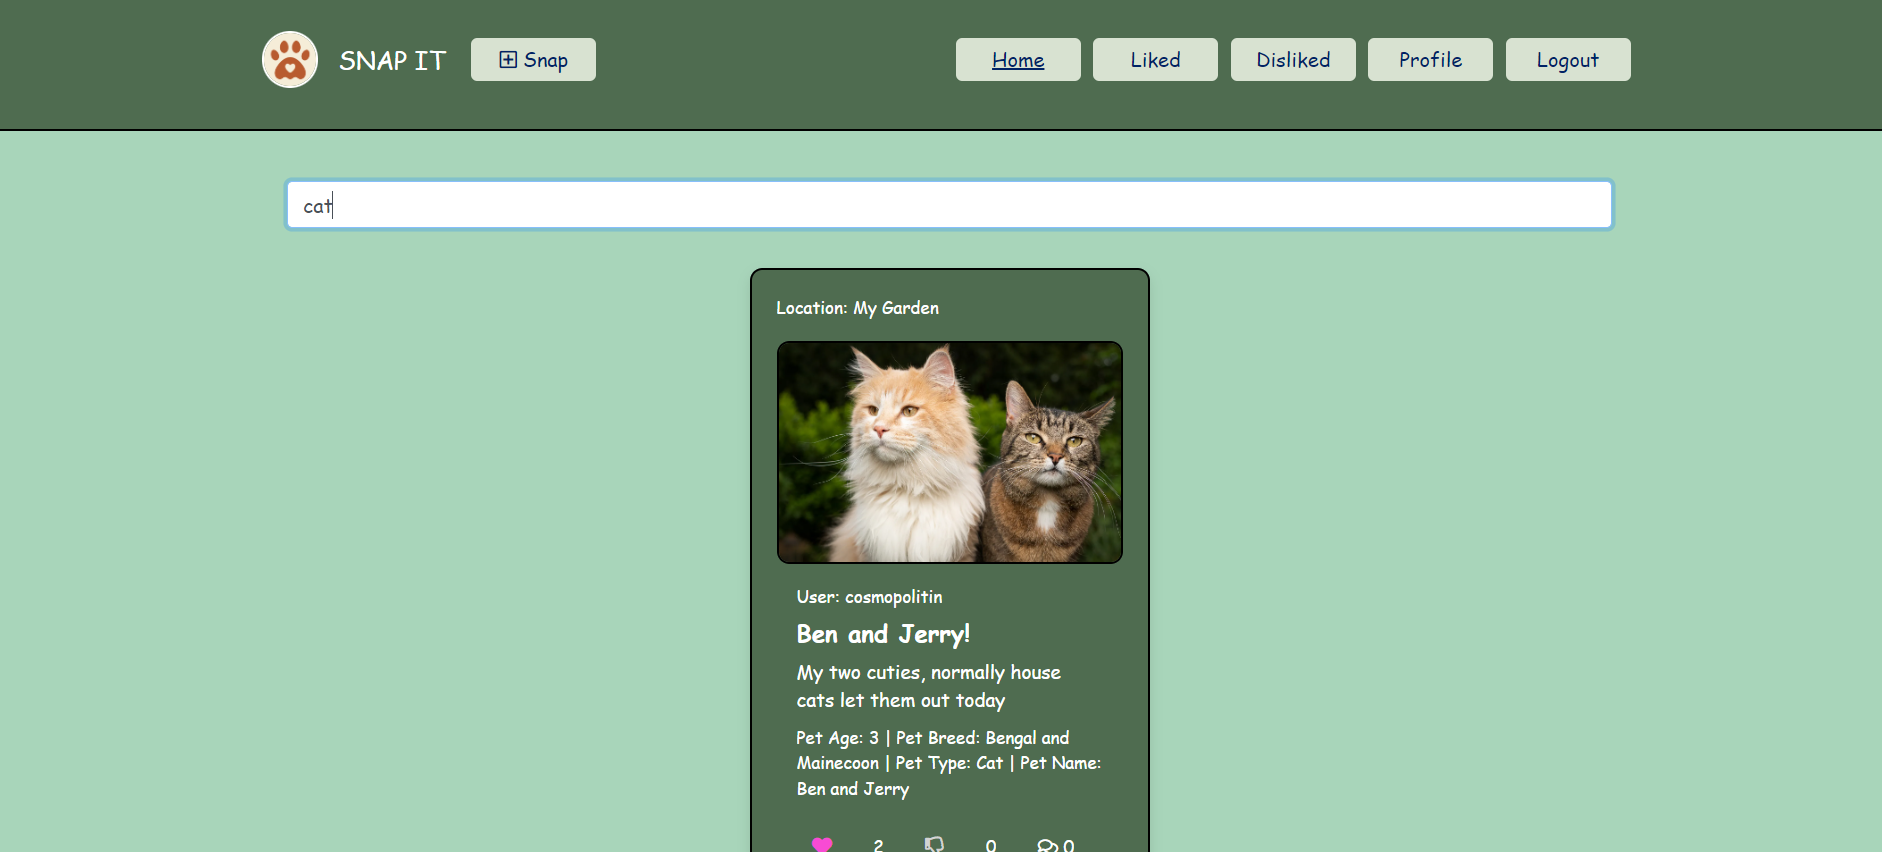 SNAP IT
Snap
Home
Liked
Disliked
Profile
Logout
cat
Location: My Garden
User: cosmopolitin
Ben and Jerry!
My two cuties, normally house
cats let them out today
Pet Age: 3 | Pet Breed: Bengal and
Mainecoon | Pet Type: Cat | Pet Name:
Ben and Jerry
2 0 0